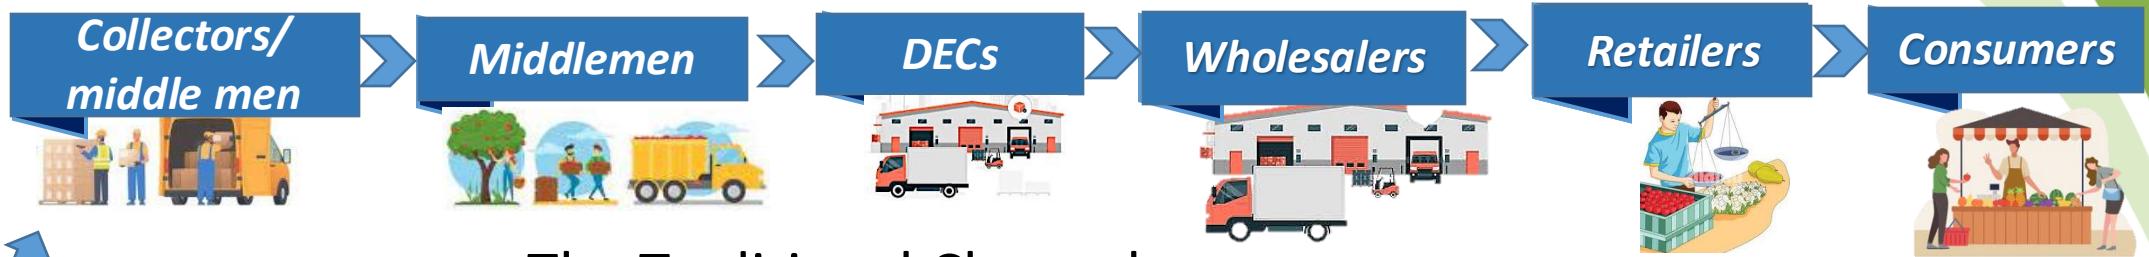 Collectors/
middle men
Middlemen
DECs
Wholesalers
Retailers
Consumers